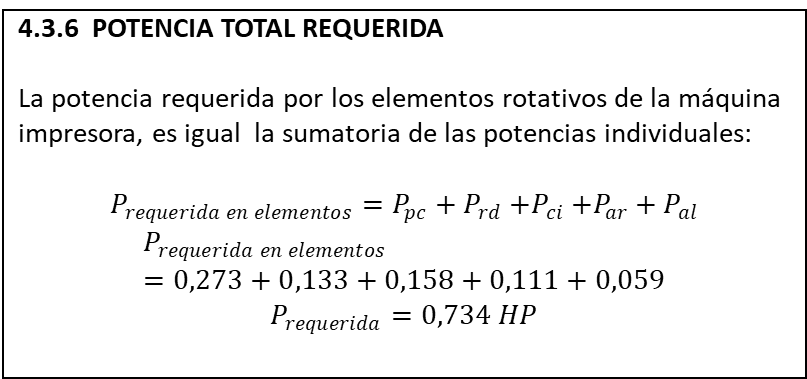 4.3.6 POTENCIA TOTAL REQUERIDA
La potencia requerida por los elementos rotativos de la máquina
impresora, es igual la sumatoria de las potencias individuales:
P_{requerida en elementos} = P_{pc} + P_{rd} +P_{ci} +P_{ar} + P_{al}
P_{requerida en elementos}
= 0,273 + 0,133 + 0,158 + 0,111 + 0,059
P_{requerida} = 0,734 HP